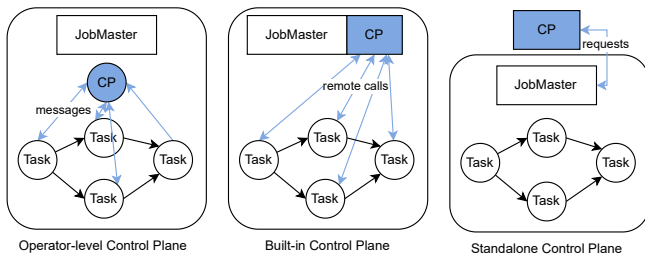 JobMaster
CP
messages
Task
Task
Task
Task
Operator-level Control Plane
JobMaster
CP
remote calls
Task
Task
Task
Task
Built-in Control Plane
CP
requests
JobMaster
Task
Task
Task
Task
Standalone Control Plane